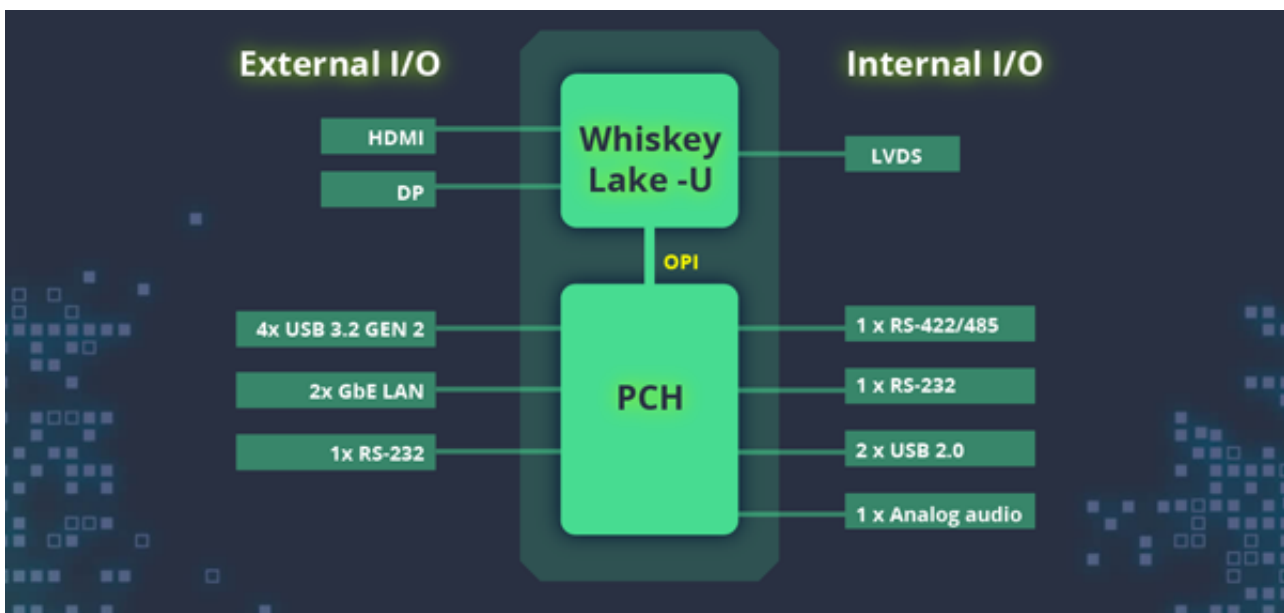 External I/O
Internal I/O
HDMI
DP
Whiskey
Lake -U
LVDS
OPI
4x USB 3.2 GEN 2
2x GbE LAN
1x RS-232
PCH
1 x RS-422/485
1 x RS-232
2 x USB 2.0
1 x Analog audio